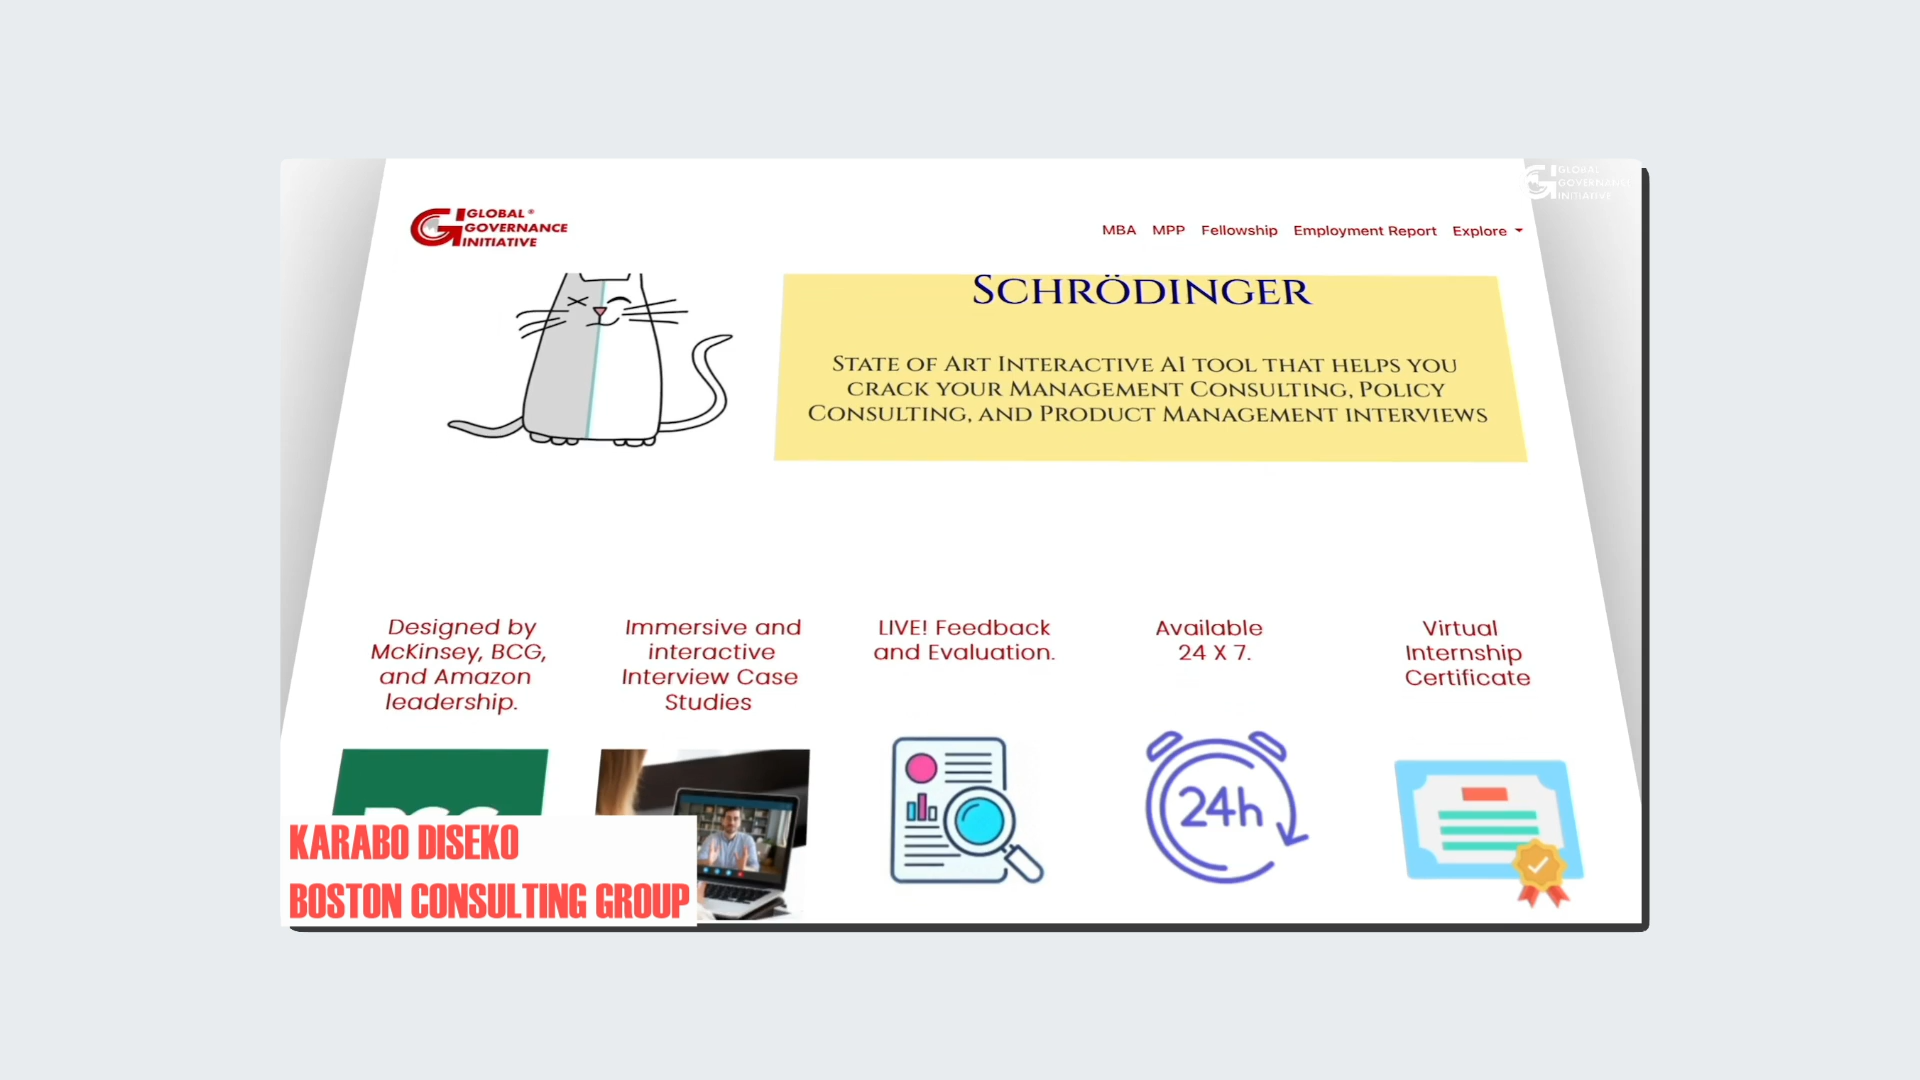 GLOBAL®
GOVERNANCE
INITIATIVE
MBA MPP Fellowship Employment Report Explore
GLOBAL
GOVERNANCE
INITIATIVE
SCHRÖDINGER
STATE OF ART INTERACTIVE AI TOOL THAT HELPS YOU
CRACK YOUR MANAGEMENT CONSULTING, POLICY
CONSULTING, AND PRODUCT MANAGEMENT INTERVIEWS
Designed by
McKinsey, BCG,
and Amazon
leadership.
Immersive and
interactive
Interview Case
Studies
LIVE! Feedback
and Evaluation.
Available
24 X 7.
Virtual
Internship
Certificate
24h
KARABO DISEKO
BOSTON CONSULTING GROUP